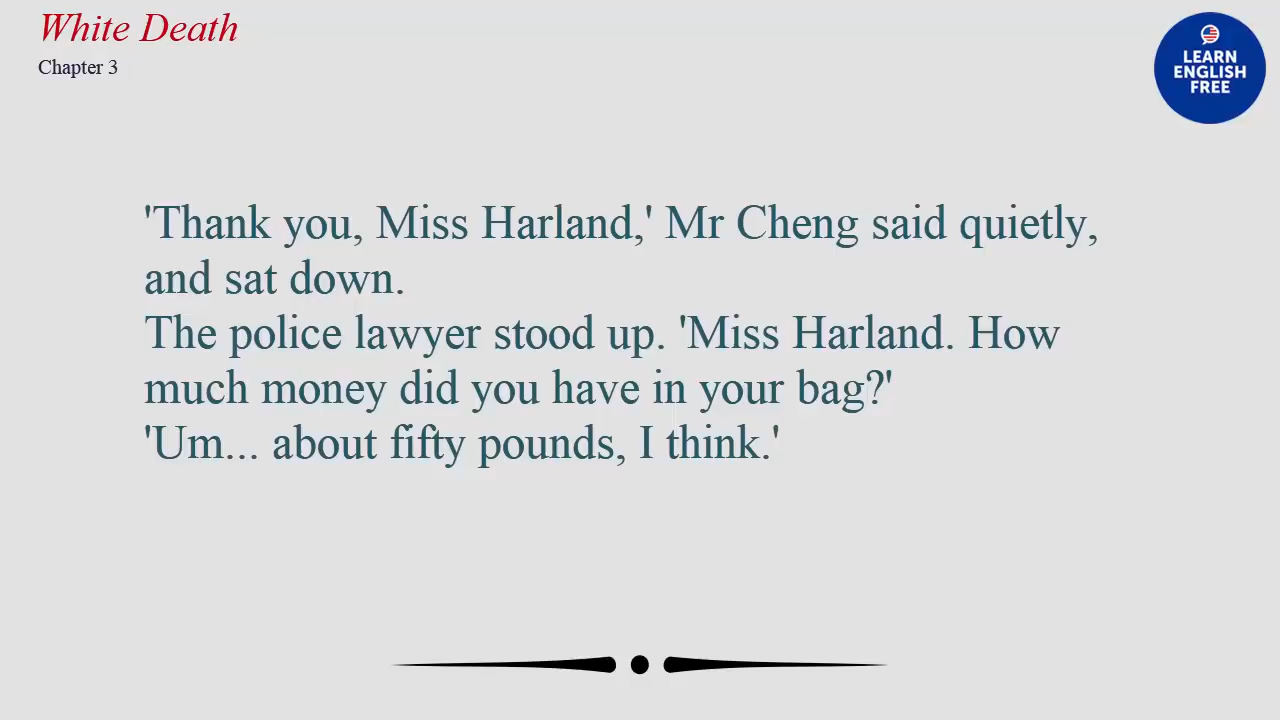 White Death
Chapter 3
LEARN
ENGLISH
FREE
'Thank you, Miss Harland,' Mr Cheng said quietly,
and sat down.
The police lawyer stood up. 'Miss Harland. How
much money did you have in your bag?'
'Um... about fifty pounds, I think.'